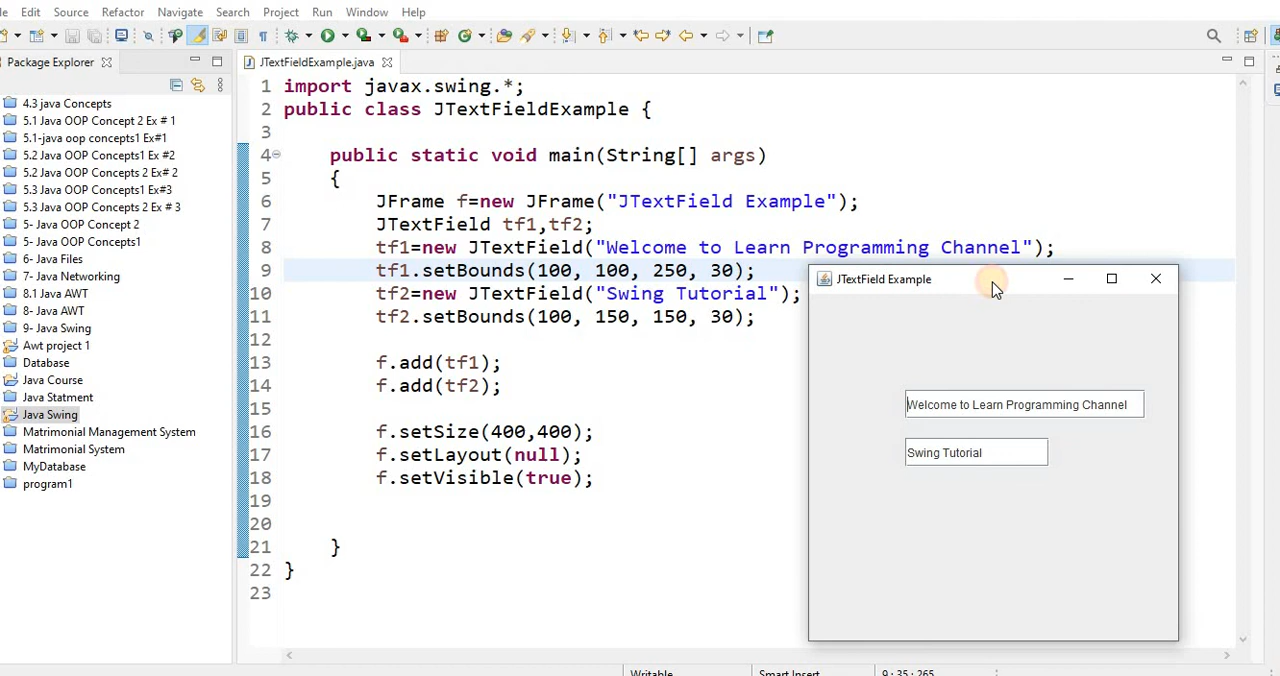 le Edit Source Refactor Navigate Search Project Run Window Help
Package Explorer
4.3 java Concepts
5.1 Java OOP Concept 2 Ex # 1
5.1-java oop concepts1 Ex#1
5.2 Java OOP Concepts1 Ex #2
5.2 Java OOP Concepts 2 Ex# 2
5.3 Java OOP Concepts1 Ex#3
5.3 Java OOP Concepts 2 Ex # 3
5- Java OOP Concept 2
5- Java OOP Concepts1
6- Java Files
7- Java Networking
8.1 Java AWT
8- Java AWT
9- Java Swing
Awt project 1
Database
Java Course
Java Statment
Java Swing
Matrimonial Management System
Matrimonial System
MyDatabase
program1
JTextFieldExample.java
1 import javax.swing.*;
2 public class JTextFieldExample {
3
4 public static void main(String[] args)
5 {
6 JFrame f=new JFrame("JTextField Example");
7 JTextField tf1,tf2;
8 tf1=new JTextField("Welcome to Learn Programming Channel");
9 tf1.setBounds(100, 100, 250, 30);
10 tf2=new JTextField("Swing Tutorial");
11 tf2.setBounds(100, 150, 150, 30);
12
13 f.add(tf1);
14 f.add(tf2);
15
16 f.setSize(400,400);
17 f.setLayout(null);
18 f.setVisible(true);
19
20
21 }
22 }
23
JTextField Example
Welcome to Learn Programming Channel
Swing Tutorial
Writable Smart Insert 9 : 35 : 265